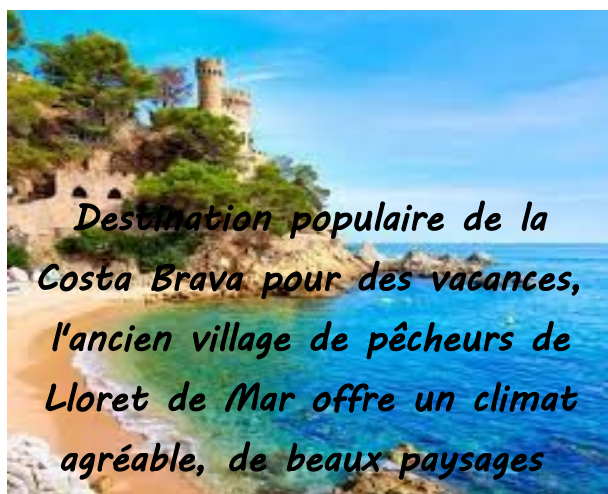 Destination populaire de la
Costa Brava pour des vacances,
l'ancien village de pêcheurs de
Lloret de Mar offre un climat
agréable, de beaux paysages